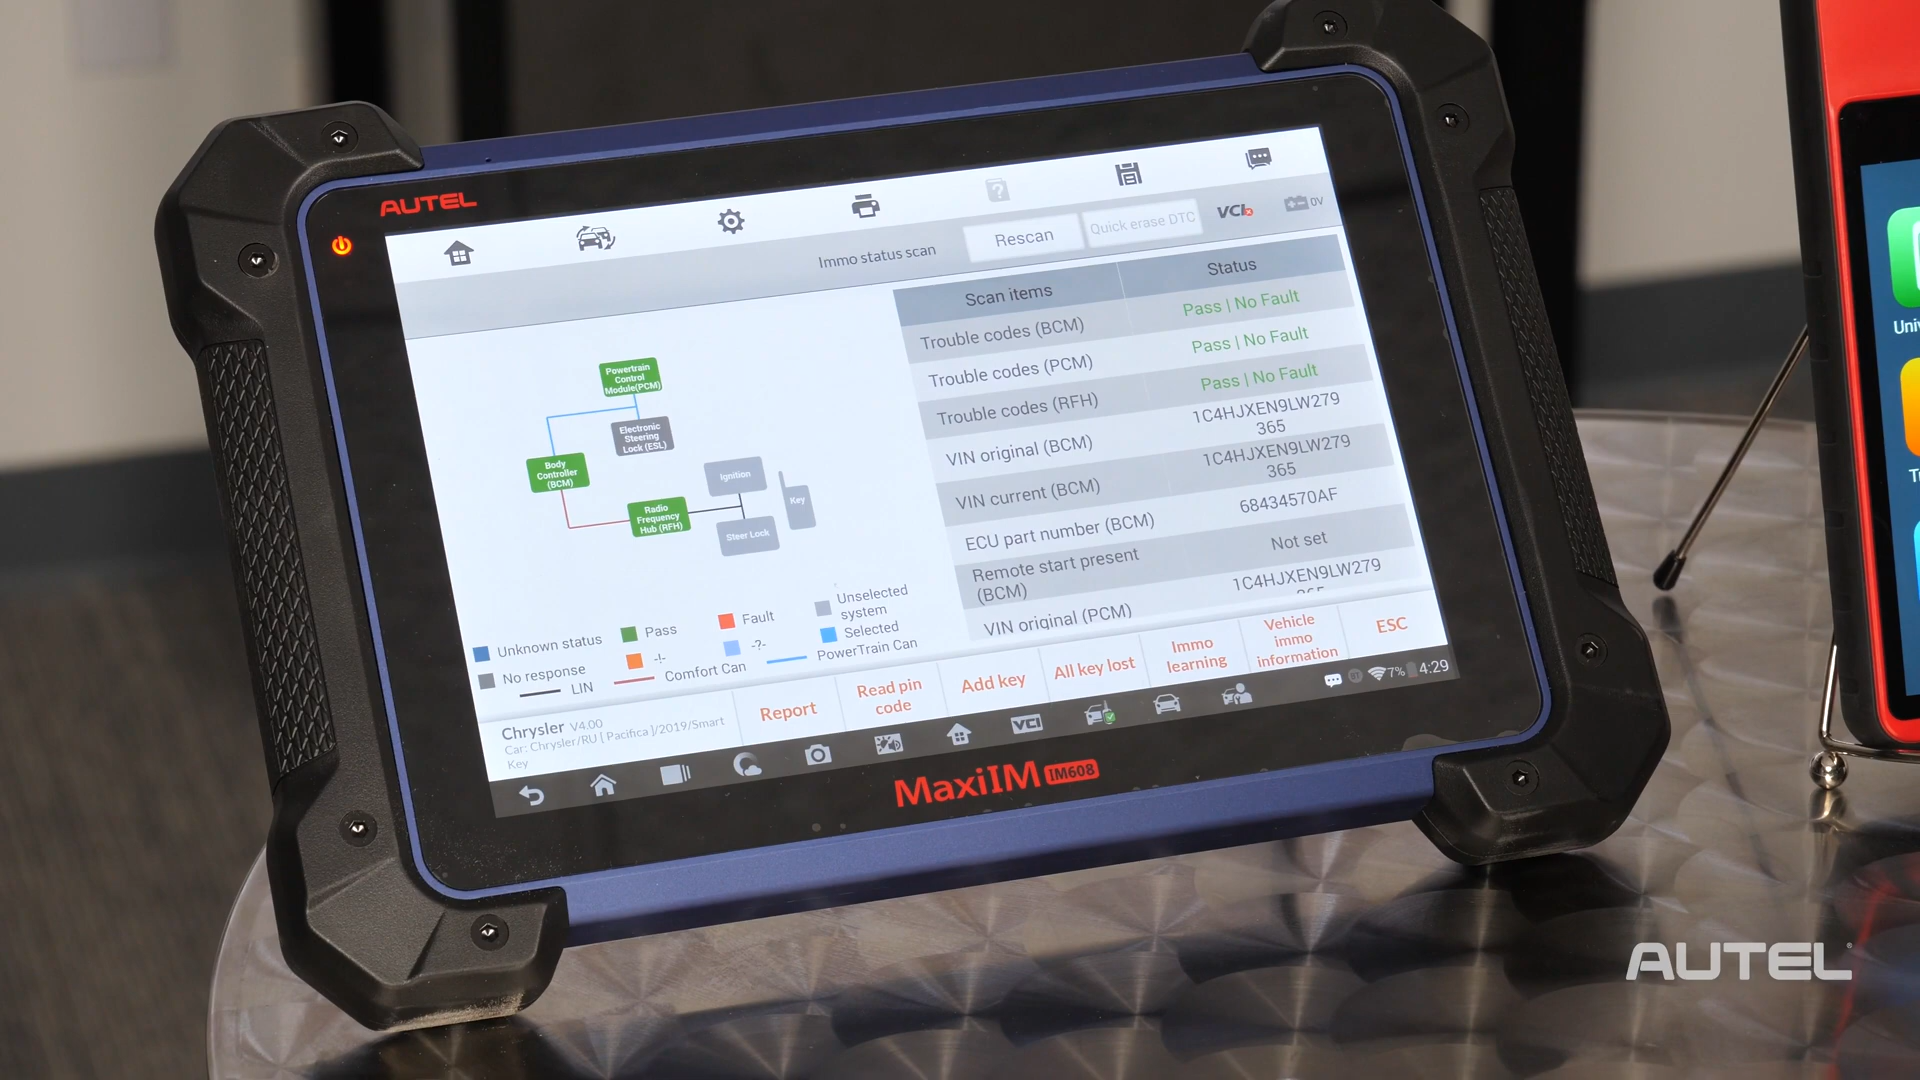 AUTEL
Immo status scan
Rescan
Quick erase DTC
VCI
0V
Scan items
Status
Trouble codes (BCM)
Pass | No Fault
Trouble codes (PCM)
Pass | No Fault
Trouble codes (RFH)
Pass | No Fault
VIN original (BCM)
1C4HJXEN9LW279
365
VIN current (BCM)
1C4HJXEN9LW279
365
ECU part number (BCM)
68434570AF
Remote start present
(BCM)
Not set
VIN original (PCM)
1C4HJXEN9LW279
Powertrain
Control
Module(PCM)
Electronic
Steering
Lock (ESL)
Body
Controller
(BCM)
Radio
Frequency
Hub (RFH)
Ignition
Key
Steer Lock
Unknown status
Pass
Fault
Unselected
system
No response
-!-
-?-
Selected
LIN
Comfort Can
PowerTrain Can
Chrysler V4.00
Car: Chrysler/RU [ Pacifica ]/2019/Smart
Key
Report
Read pin
code
Add key
All key lost
Immo
learning
Vehicle
immo
information
ESC
VCI
7%
4:29
MaxiIM IM608
Uni
T
AUTEL